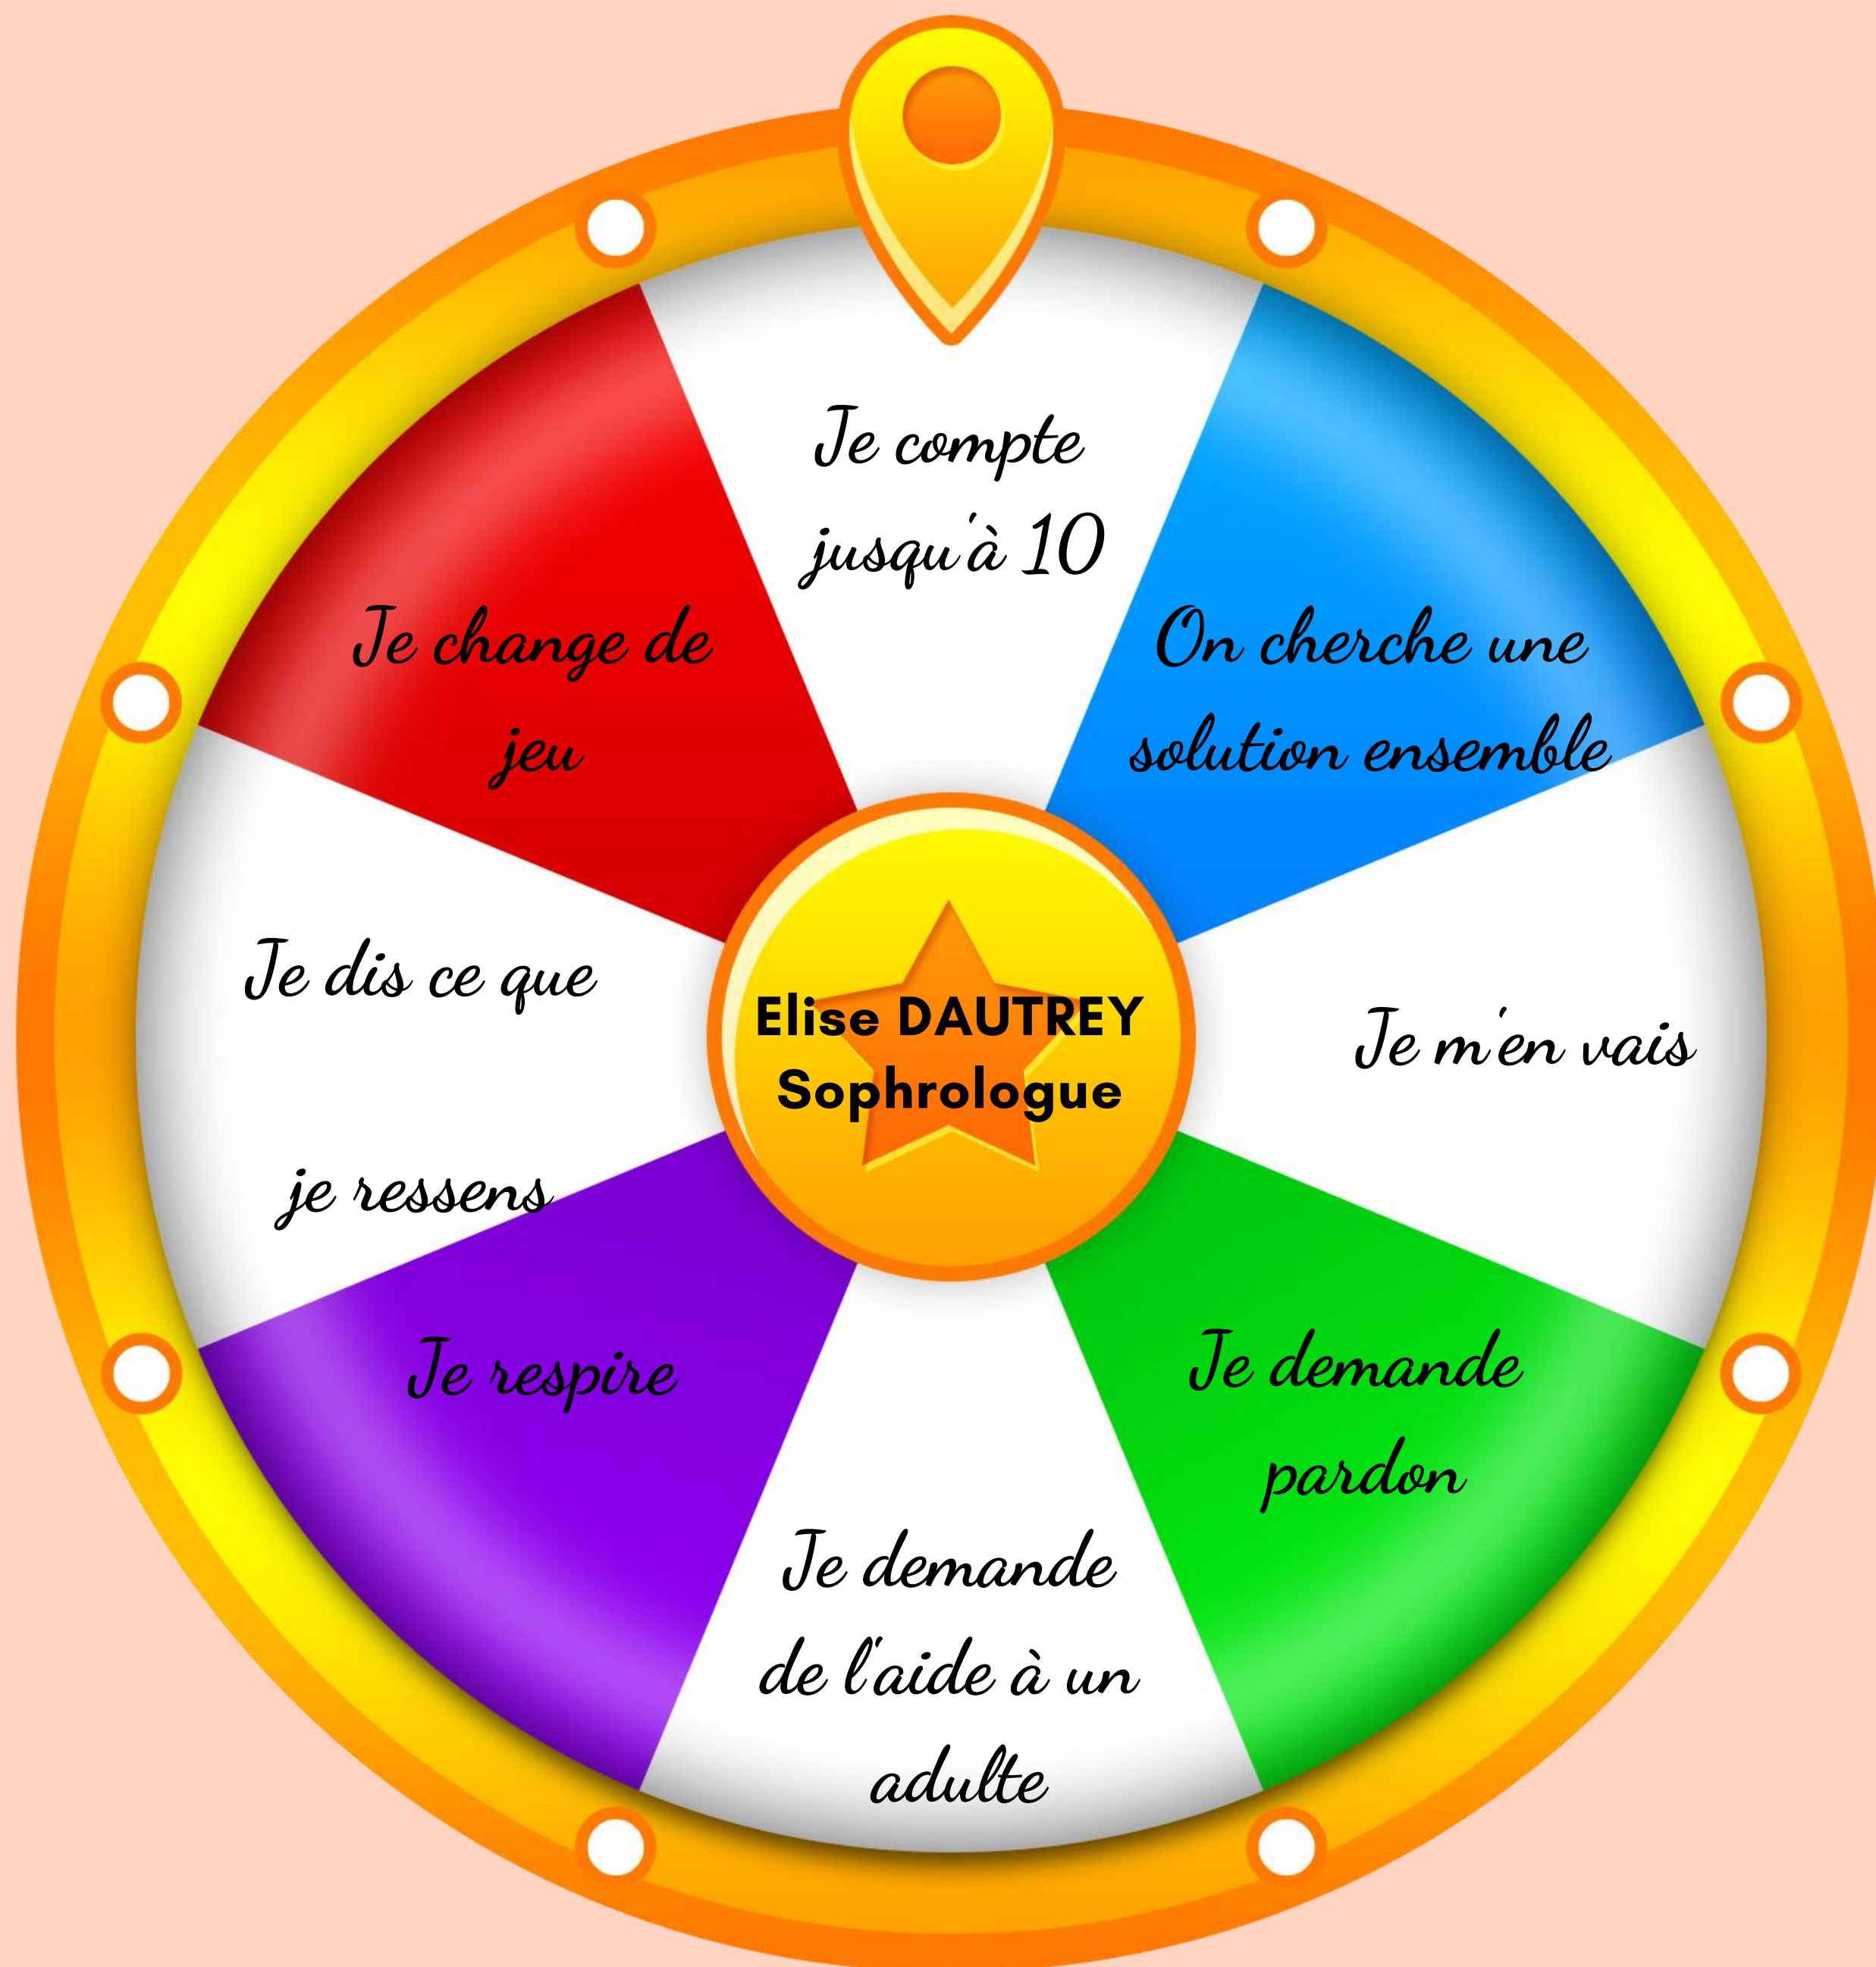 Je compte
jusqu'à 10
On cherche une
solution ensemble
Je m'en vais
Je demande
pardon
Je demande
de l'aide à un
adulte
Je respire
Je dis ce que
je ressens
Je change de
jeu
Elise DAUTREY
Sophrologue